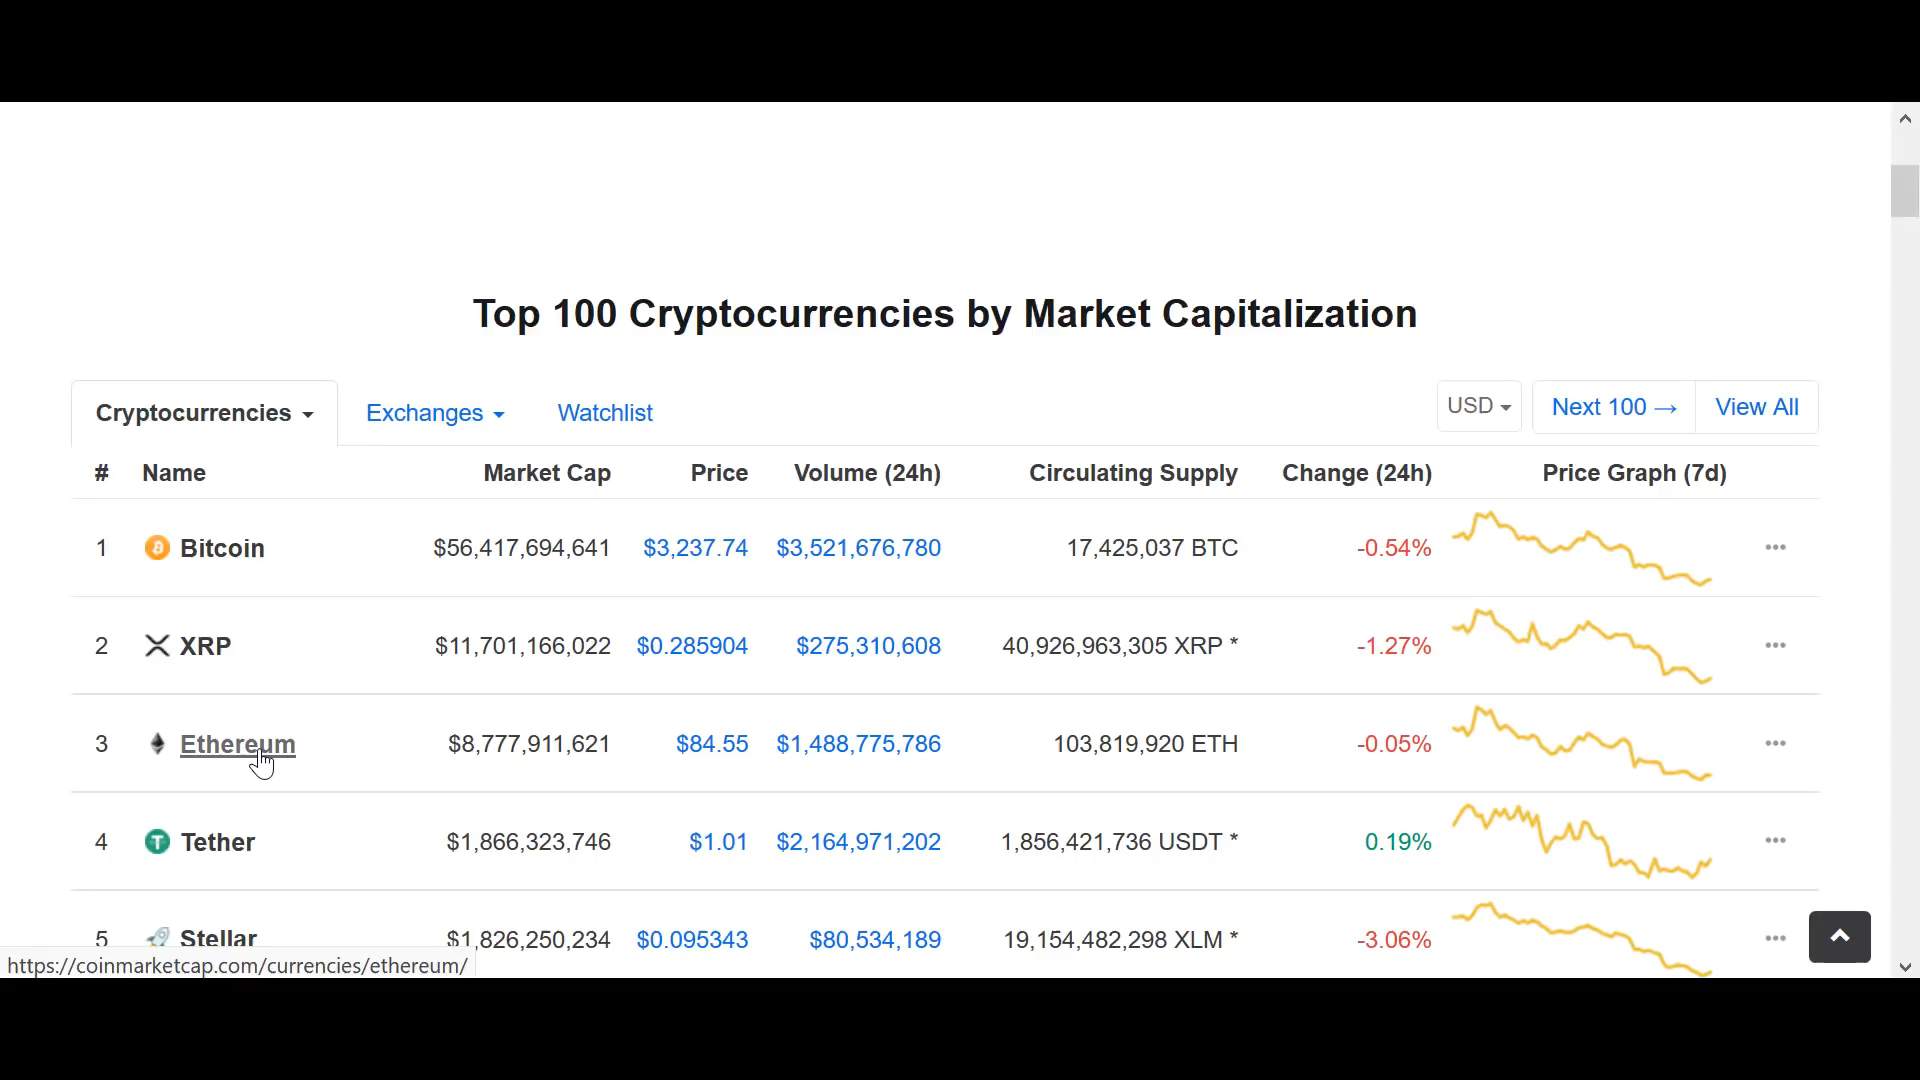 Top 100 Cryptocurrencies by Market Capitalization
Cryptocurrencies Exchanges Watchlist USD Next 100 → View All
# Name Market Cap Price Volume (24h) Circulating Supply Change (24h) Price Graph (7d)
1 Bitcoin $56,417,694,641 $3,237.74 $3,521,676,780 17,425,037 BTC -0.54%
2 XRP $11,701,166,022 $0.285904 $275,310,608 40,926,963,305 XRP * -1.27%
3 Ethereum $8,777,911,621 $84.55 $1,488,775,786 103,819,920 ETH -0.05%
4 Tether $1,866,323,746 $1.01 $2,164,971,202 1,856,421,736 USDT * 0.19%
5 Stellar $1,826,250,234 $0.095343 $80,534,189 19,154,482,298 XLM * -3.06%
https://coinmarketcap.com/currencies/ethereum/